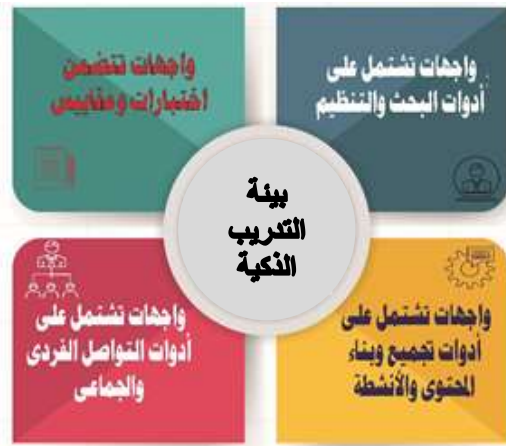 واجهات تشتمل على
أدوات البحث والتنظيم
واجهات تتضمن
اختبارات ومقاييس
بيئة
التدريب
الذكية
واجهات تشتمل على
أدوات تجميع وبناء
المحتوى والأنشطة
واجهات تشتمل على
أدوات التواصل الفردى
والجماعى